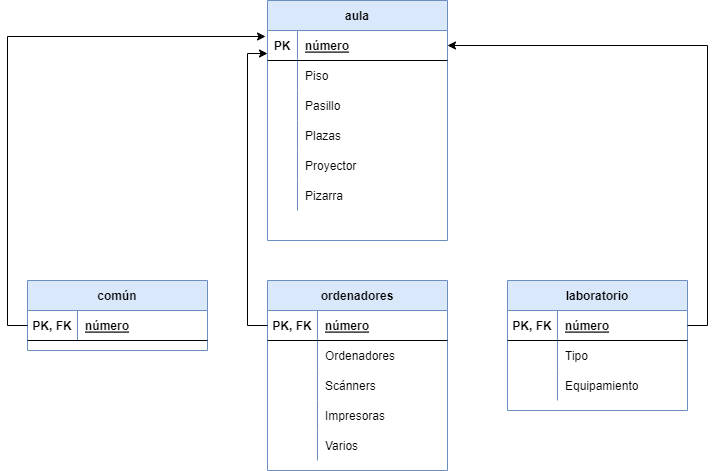 aula
PK número
Piso
Pasillo
Plazas
Proyector
Pizarra
común
PK, FK número
ordenadores
PK, FK número
Ordenadores
Scánners
Impresoras
Varios
laboratorio
PK, FK número
Tipo
Equipamiento